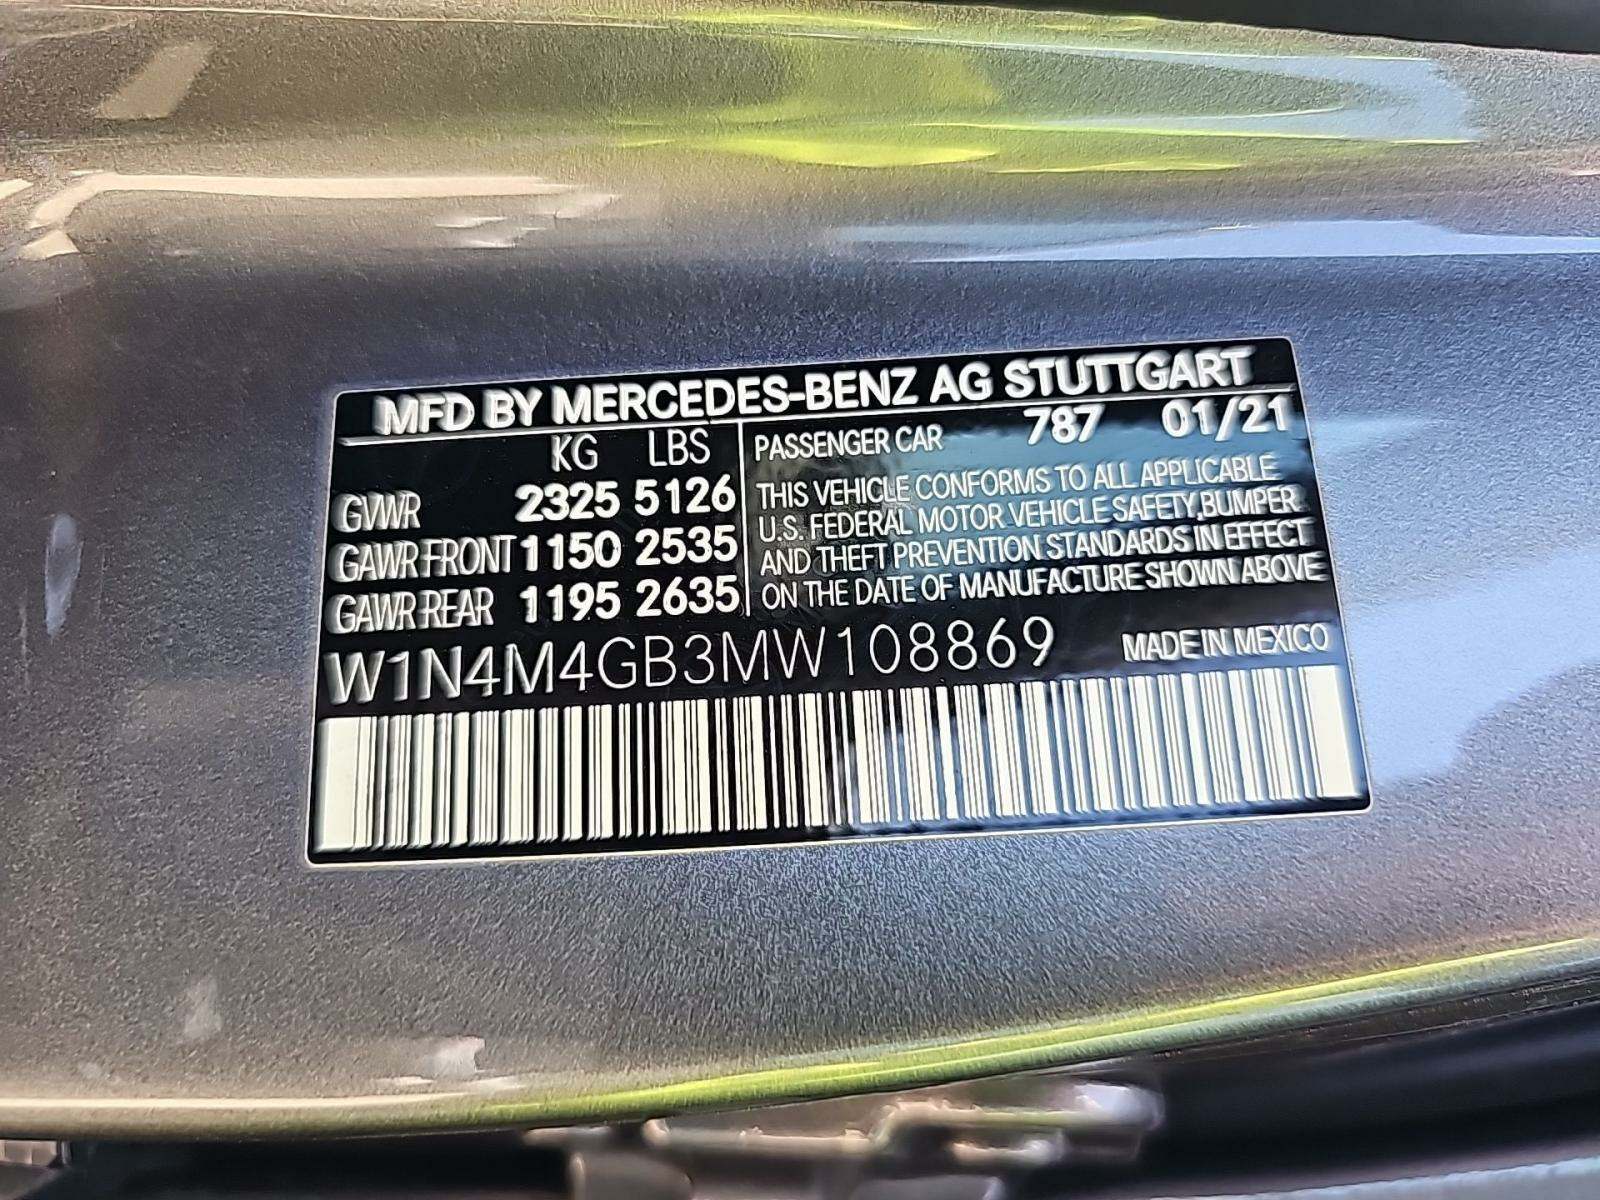 MFD BY MERCEDES-BENZ AG STUTTGART
KG LBS
GVWR 2325 5126
GAWR FRONT 1150 2535
GAWR REAR 1195 2635
PASSENGER CAR 787 01/21
THIS VEHICLE CONFORMS TO ALL APPLICABLE
U.S. FEDERAL MOTOR VEHICLE SAFETY,BUMPER
AND THEFT PREVENTION STANDARDS IN EFFECT
ON THE DATE OF MANUFACTURE SHOWN ABOVE
W1N4M4GB3MW108869 MADE IN MEXICO